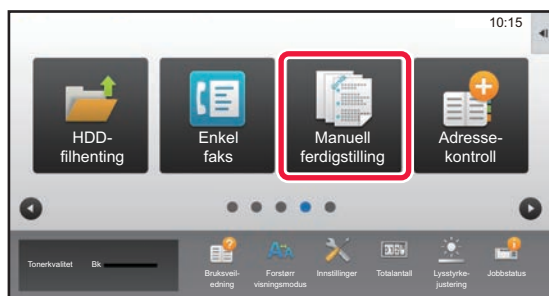 10:15
HDD-
filhenting
Enkel
faks
Manuell
ferdigstilling
Adresse-
kontroll
Tonerkvalitet Bk
Bruksveil-
edning
Forstørr
visningsmodus
Innstillinger
Totalantall
Lysstyrke-
justering
Jobbstatus